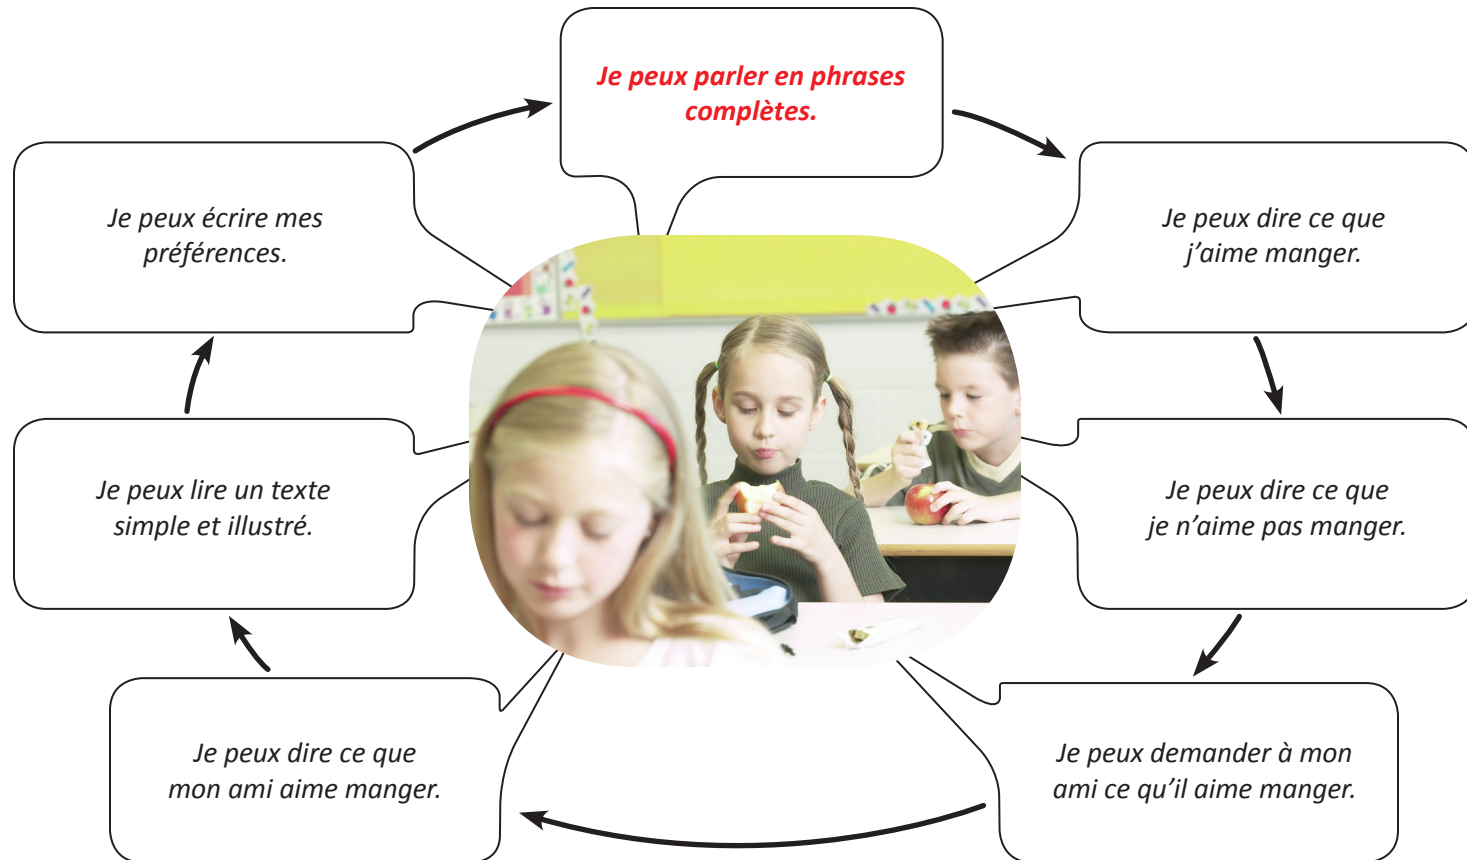 Je peux parler en phrases
complètes.
Je peux dire ce que
j’aime manger.
Je peux dire ce que
je n’aime pas manger.
Je peux demander à mon
ami ce qu’il aime manger.
Je peux dire ce que
mon ami aime manger.
Je peux lire un texte
simple et illustré.
Je peux écrire mes
préférences.